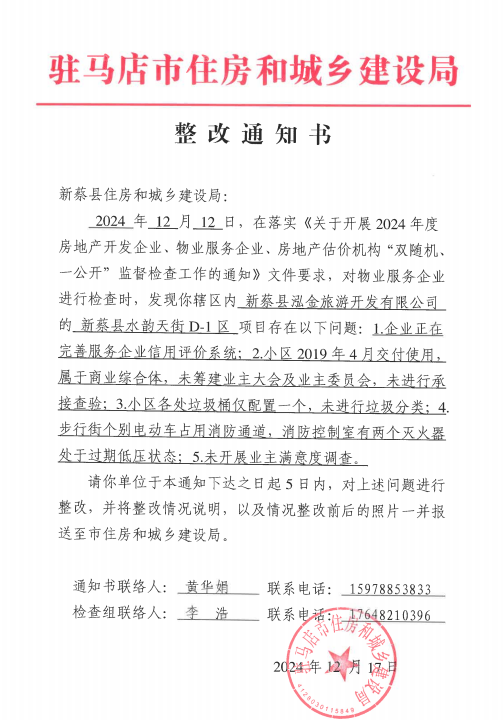 驻马店市住房和城乡建设局
整改通知书
新蔡县住房和城乡建设局：
2024 年 12 月 12 日，在落实《关于开展 2024 年度
房地产开发企业、物业服务企业、房地产估价机构“双随机、
一公开”监督检查工作的通知》文件要求，对物业服务企业
进行检查时，发现你辖区内 新蔡县泓金旅游开发有限公司
的 新蔡县水韵天街 D-1 区 项目存在以下问题：1.企业正在
完善服务企业信用评价系统；2.小区 2019 年 4 月交付使用，
属于商业综合体，未筹建业主大会及业主委员会，未进行承
接查验；3.小区各处垃圾桶仅配置一个，未进行垃圾分类；4.
步行街个别电动车占用消防通道，消防控制室有两个灭火器
处于过期低压状态；5.未开展业主满意度调查。
请你单位于本通知下达之日起 5 日内，对上述问题进行
整改，并将整改情况说明，以及情况整改前后的照片一并报
送至市住房和城乡建设局。
通知书联络人： 黄华娟 联系电话： 15978853833
检查组联络人： 李 浩 联系电话： 17648210396
2024 年 12 月 17 日
驻马店市住房和城乡建设局
4128030115849